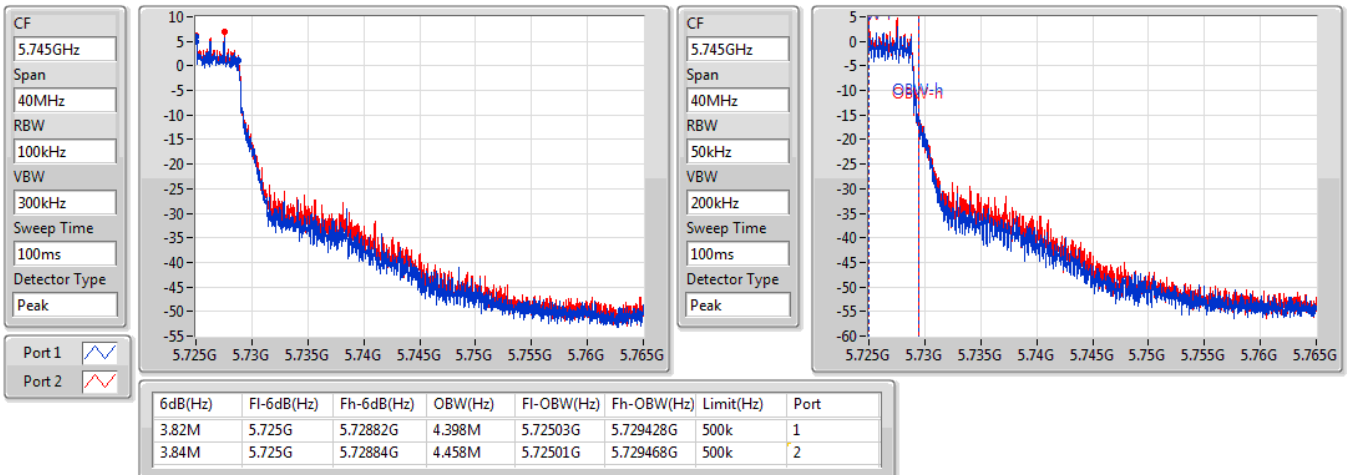 CF
5.745GHz
Span
40MHz
RBW
100kHz
VBW
300kHz
Sweep Time
100ms
Detector Type
Peak
Port 1
Port 2
10
5
0
-5
-10
-15
-20
-25
-30
-35
-40
-45
-50
-55
5.725G 5.73G 5.735G 5.74G 5.745G 5.75G 5.755G 5.76G 5.765G
CF
5.745GHz
Span
40MHz
RBW
50kHz
VBW
200kHz
Sweep Time
100ms
Detector Type
Peak
5
0
-5
-10
-15
-20
-25
-30
-35
-40
-45
-50
-55
-60
OBW-h
OBW-h
5.725G 5.73G 5.735G 5.74G 5.745G 5.75G 5.755G 5.76G 5.765G
6dB(Hz) Fl-6dB(Hz) Fh-6dB(Hz) OBW(Hz) Fl-OBW(Hz) Fh-OBW(Hz) Limit(Hz) Port
3.82M 5.725G 5.72882G 4.398M 5.72503G 5.729428G 500k 1
3.84M 5.725G 5.72884G 4.458M 5.72501G 5.729468G 500k 2